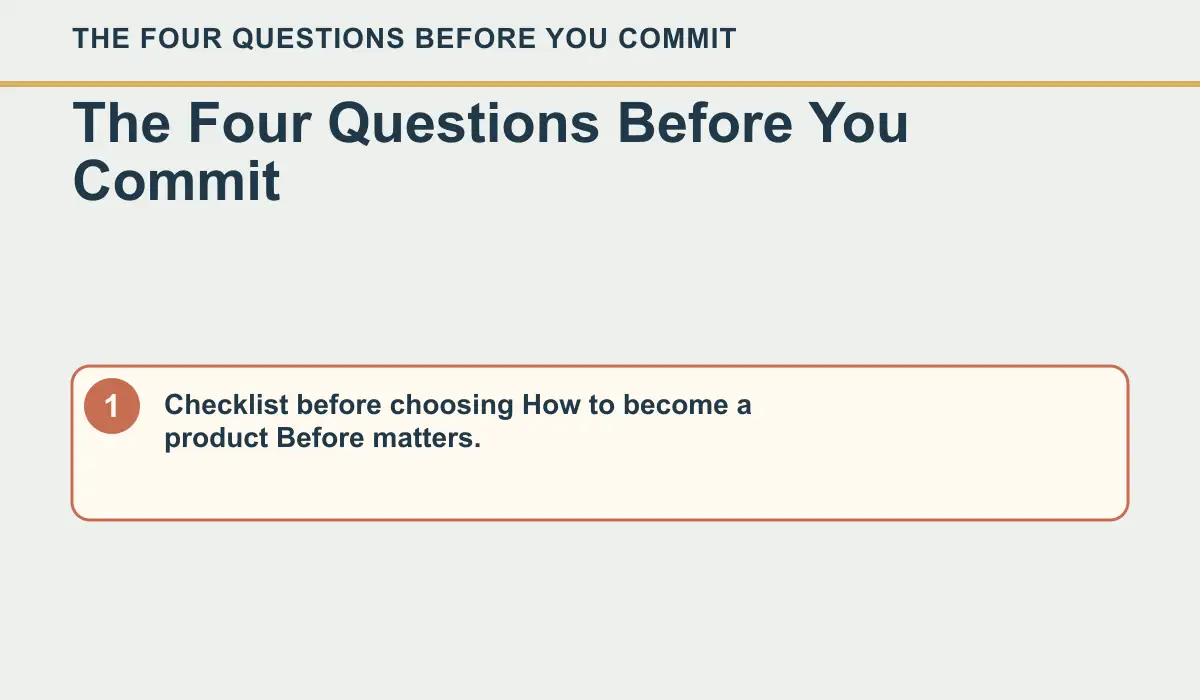 THE FOUR QUESTIONS BEFORE YOU COMMIT
The Four Questions Before You
Commit
1
Checklist before choosing How to become a
product Before matters.